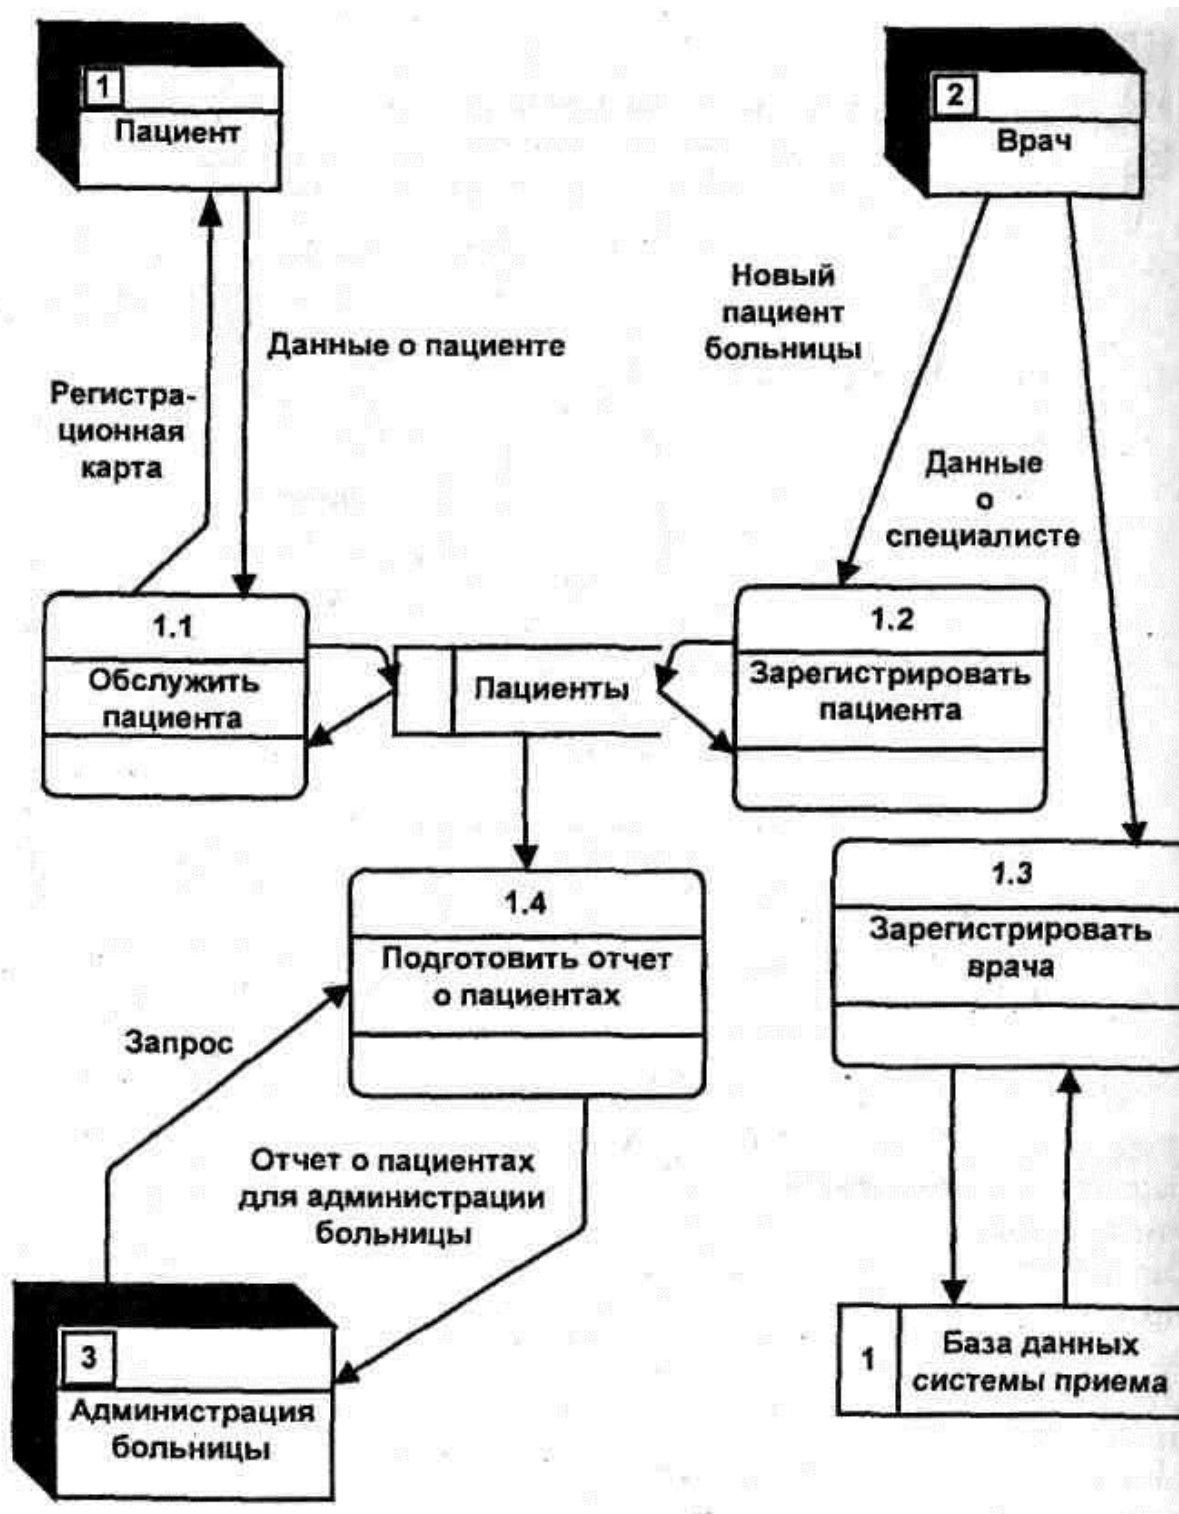 1
Пациент
2
Врач
Новый
пациент
больницы
Данные о пациенте
Регистра-
ционная
карта
Данные
о
специалисте
1.1
Обслужить
пациента
Пациенты
1.2
Зарегистрировать
пациента
1.3
Зарегистрировать
врача
1.4
Подготовить отчет
о пациентах
Запрос
Отчет о пациентах
для администрации
больницы
3
Администрация
больницы
1
База данных
системы приема